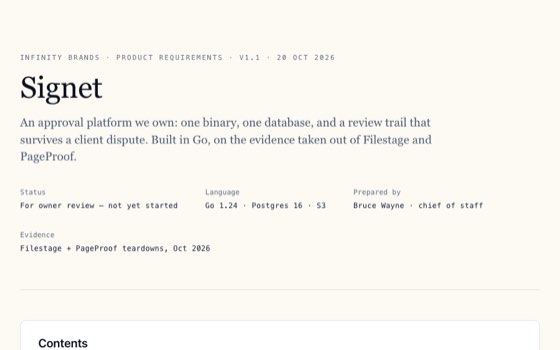 INFINITY BRANDS · PRODUCT REQUIREMENTS · V1.1 · 20 OCT 2026
Signet
An approval platform we own: one binary, one database, and a review trail that
survives a client dispute. Built in Go, on the evidence taken out of Filestage and
PageProof.
Status
For owner review — not yet started
Language
Go 1.24 · Postgres 16 · S3
Prepared by
Bruce Wayne · chief of staff
Evidence
Filestage + PageProof teardowns, Oct 2026
Contents